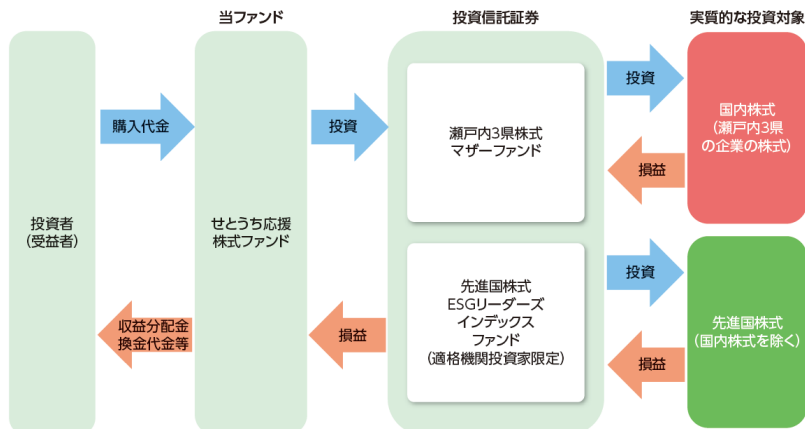 当ファンド
投資信託証券
実質的な投資対象
投資者
(受益者)
購入代金
収益分配金
換金代金等
せとうち応援
株式ファンド
投資
損益
瀬戸内3県株式
マザーファンド
先進国株式
ESGリーダーズ
インデックス
ファンド
(適格機関投資家限定)
投資
損益
投資
損益
国内株式
(瀬戸内3県
の企業の株式)
先進国株式
(国内株式を除く)